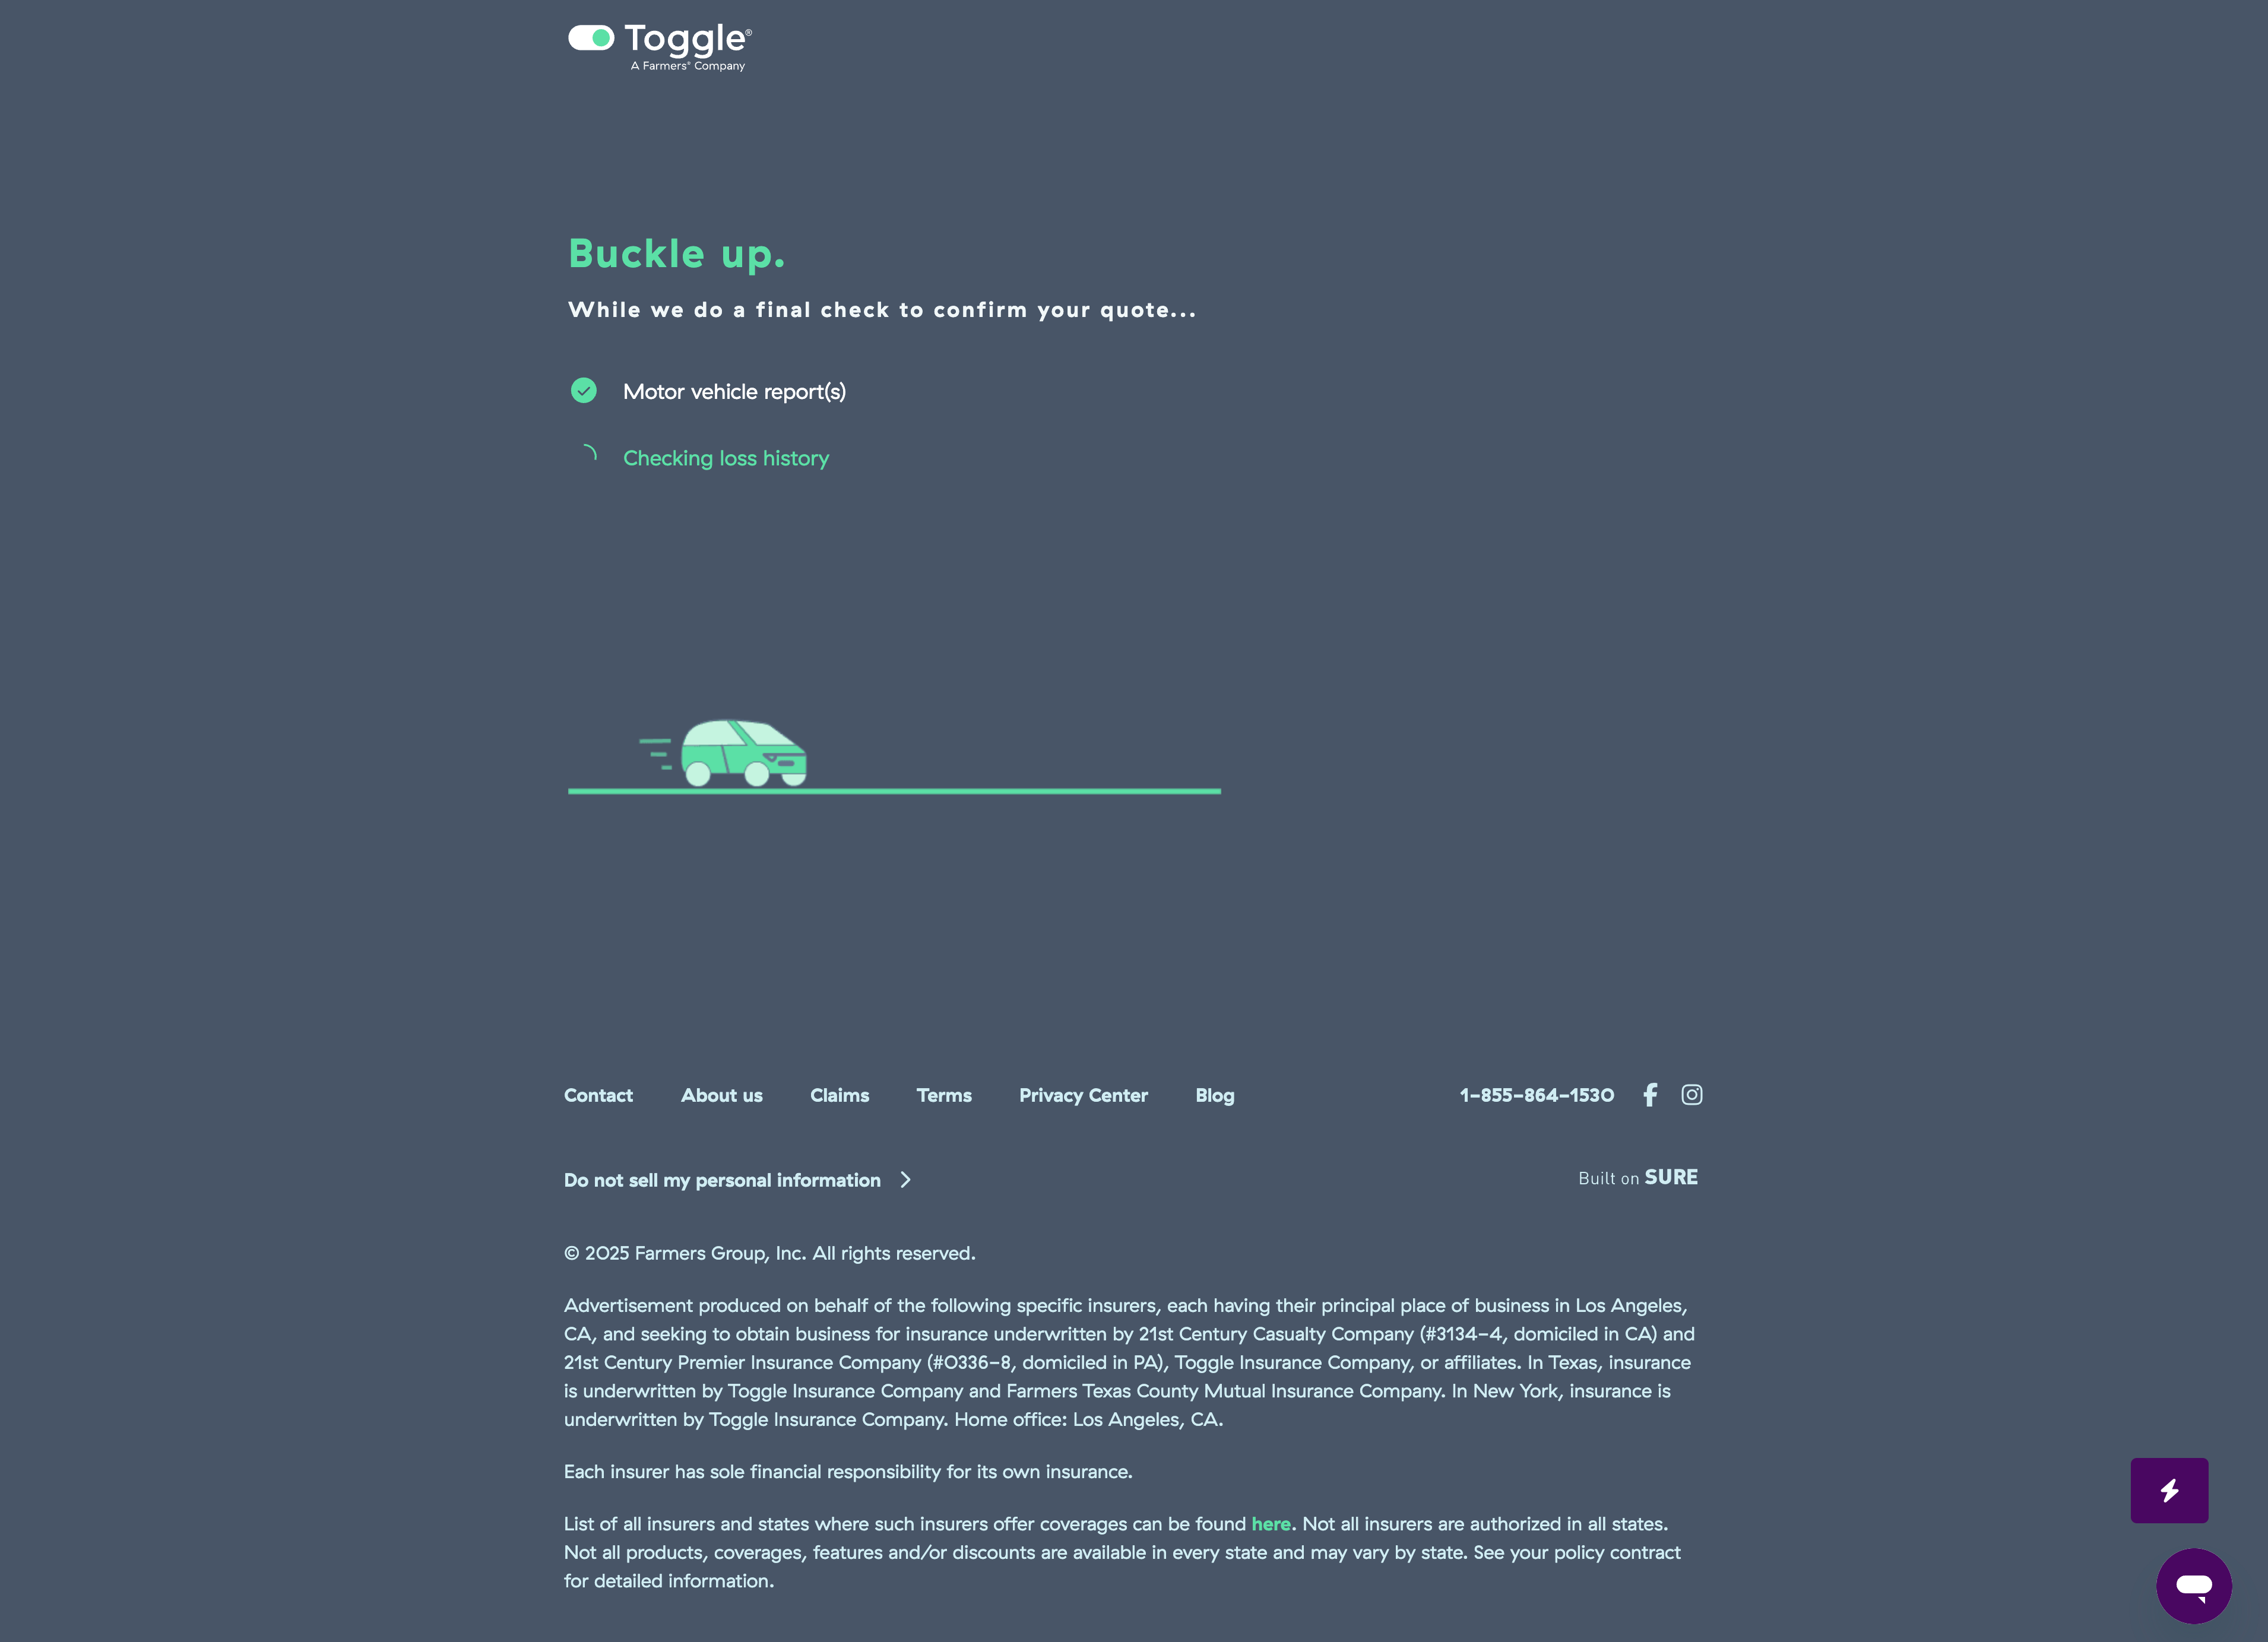 Toggle®
A Farmers® Company
Buckle up.
While we do a final check to confirm your quote...
Motor vehicle report(s)
Checking loss history
Contact About us Claims Terms Privacy Center Blog 1-855-864-1530
Do not sell my personal information
Built on SURE
© 2025 Farmers Group, Inc. All rights reserved.
Advertisement produced on behalf of the following specific insurers, each having their principal place of business in Los Angeles,
CA, and seeking to obtain business for insurance underwritten by 21st Century Casualty Company (#3134-4, domiciled in CA) and
21st Century Premier Insurance Company (#0336-8, domiciled in PA), Toggle Insurance Company, or affiliates. In Texas, insurance
is underwritten by Toggle Insurance Company and Farmers Texas County Mutual Insurance Company. In New York, insurance is
underwritten by Toggle Insurance Company. Home office: Los Angeles, CA.
Each insurer has sole financial responsibility for its own insurance.
List of all insurers and states where such insurers offer coverages can be found here. Not all insurers are authorized in all states.
Not all products, coverages, features and/or discounts are available in every state and may vary by state. See your policy contract
for detailed information.